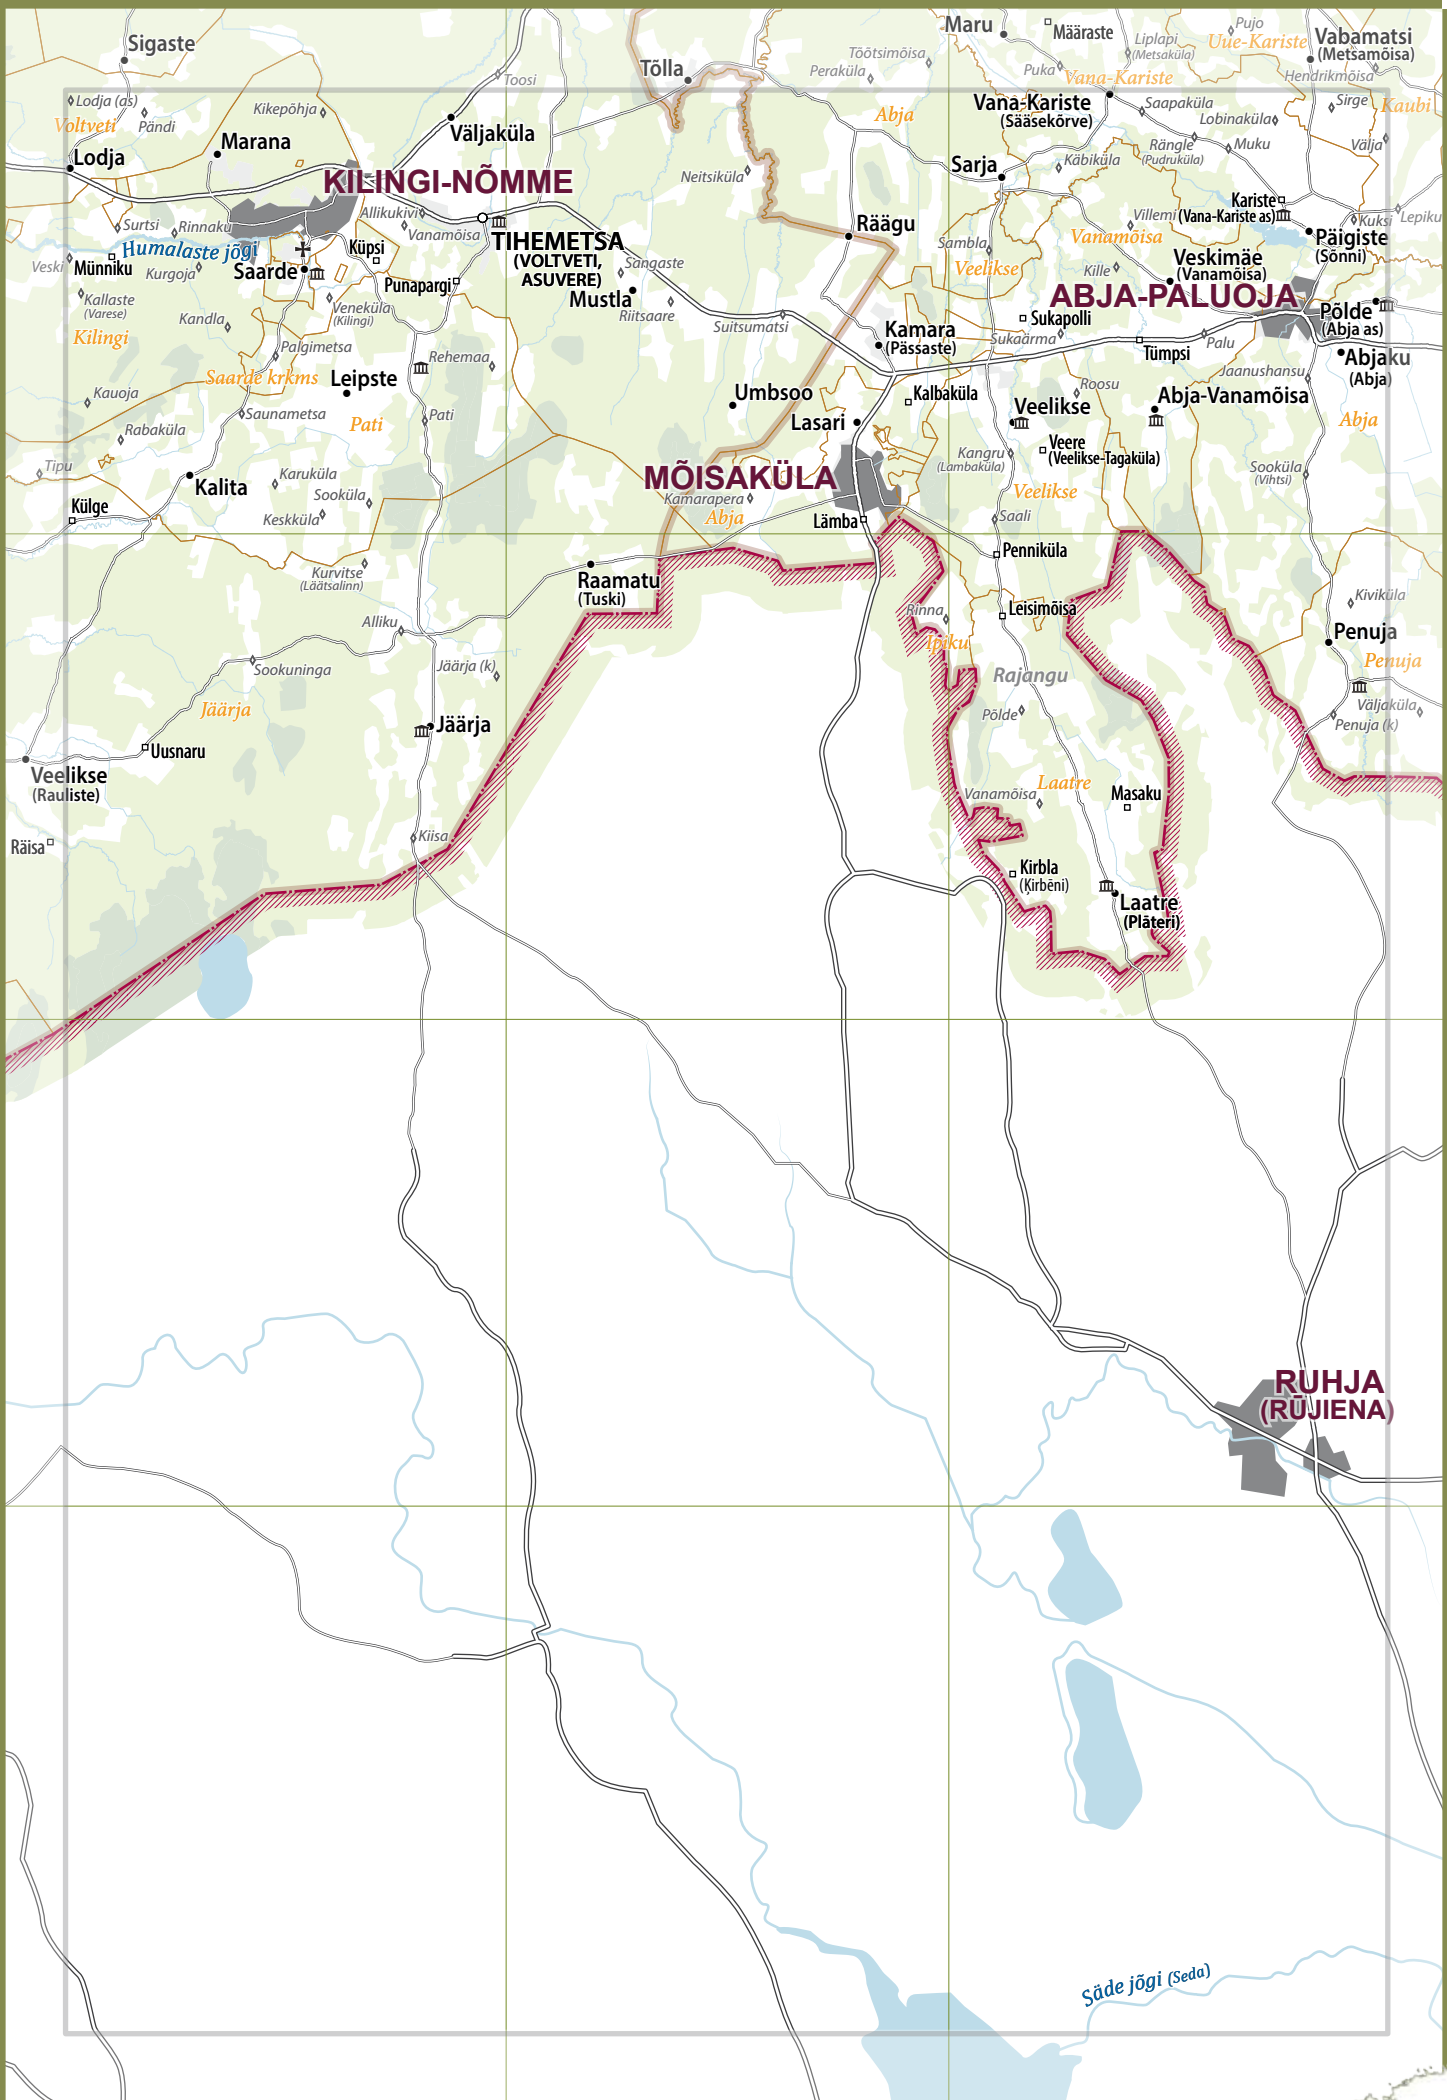 Sigaste
Maru
Määraste
Pujo
Uue-Kariste
Vabamatsi
(Metsamõisa)
Liplapi
(Metsaküla)
Töötsimõisa
Peraküla
Tõlla
Toosi
Puka
Vana-Kariste
Hendrikmõisa
Lodja (as)
Voltveti
Pändi
Kikepõhja
Väljaküla
Abja
Vana-Kariste
(Sääsekõrve)
Saapaküla
Lobinaküla
Sirge
Kaubi
Marana
Lodja
Neitsiküla
Sarja
Käbiküla
Rängle
(Pudruküla)
Muku
Välja
KILINGI-NÕMME
Allikukivi
Vanamõisa
Surtsi
Rinnaku
Humalaste jõgi
Räägu
Kariste
(Vana-Kariste as)
Villemi
Vanamõisa
Kuksi
Lepiku
Päigiste
(Sõnni)
TIHEMETSA
(VOLTVETI,
ASUVERE)
Veski
Münniku
Kurgoja
Saarde
Küpsi
Punapargi
Sangaste
Mustla
Riitsaare
Sambla
Veelikse
Kille
Veskimäe
(Vanamõisa)
ABJA-PALUOJA
Kallaste
(Varese)
Kilingi
Kandla
Veneküla
(Kilingi)
Suitsumatsi
Kamara
(Pässaste)
Sukapolli
Sukaärma
Põlde
(Abja as)
Palgimetsa
Rehemaa
Tümpsi
Palu
Abjaku
(Abja)
Saarde krkms
Leipste
Umbsoo
Kalbaküla
Roosu
Jaanushansu
Kauoja
Saunametsa
Pati
Pati
Lasari
Veelikse
Abja-Vanamõisa
Abja
Rabaküla
Veere
(Veelikse-Tagaküla)
Kangru
(Lambaküla)
Tipu
Kalita
Karuküla
Sooküla
Keskküla
MÕISAKÜLA
Kamarapera
Abja
Veelikse
Sooküla
(Vihtsi)
Külge
Lämba
Saali
Penniküla
Kurvitse
(Läätsalinn)
Raamatu
(Tuski)
Alliku
Rinna
Leisimõisa
Kiviküla
Penuja
Ipiku
Penuja
Sookuninga
Jäärja (k)
Rajangu
Jäärja
Põlde
Väljaküla
Penuja (k)
Jäärja
Uusnaru
Veelikse
(Rauliste)
Laatre
Vanamõisa
Masaku
Räisa
Kiisa
Kirbla
(Ķirbēni)
Laatre
(Plāteri)
RUHJA
(RŪJIENA)
Säde jõgi (Seda)